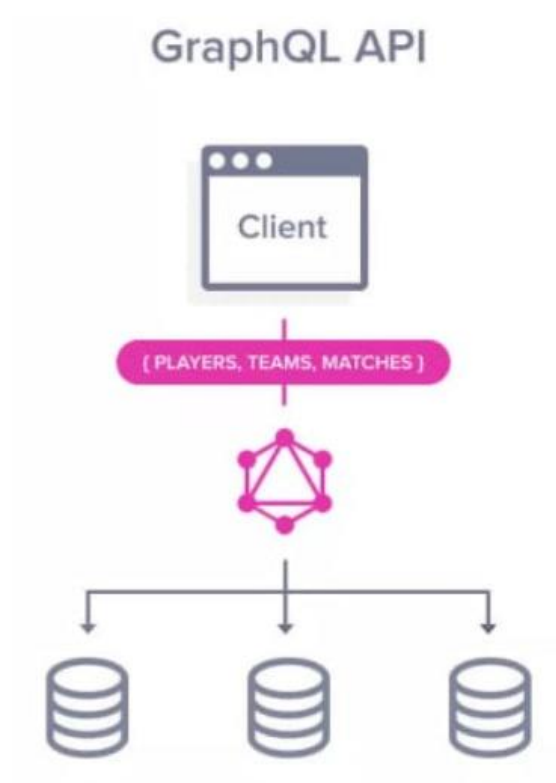 GraphQL API
Client
{ PLAYERS, TEAMS, MATCHES }